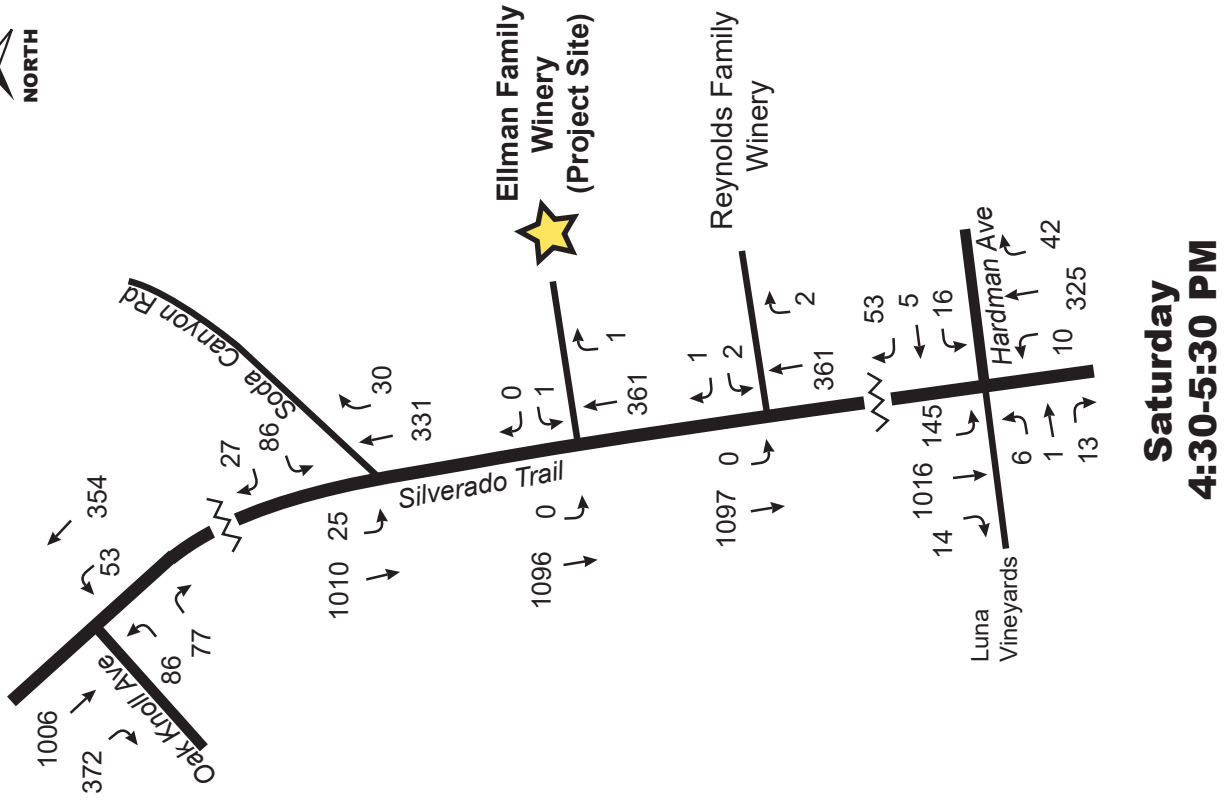 NORTH
Ellman Family
Winery
(Project Site)
Reynolds Family
Winery
Soda Canyon Rd
354
27
86
30
331
53
Silverado Trail
0
1
1
361
1
2
2
361
53
5
16
Hardman Ave
42
325
10
1006
372
Oak Knoll Ave
86
77
1010
25
1096
0
1097
0
14
1016
145
6
1
13
Luna
Vineyards
Saturday
4:30-5:30 PM